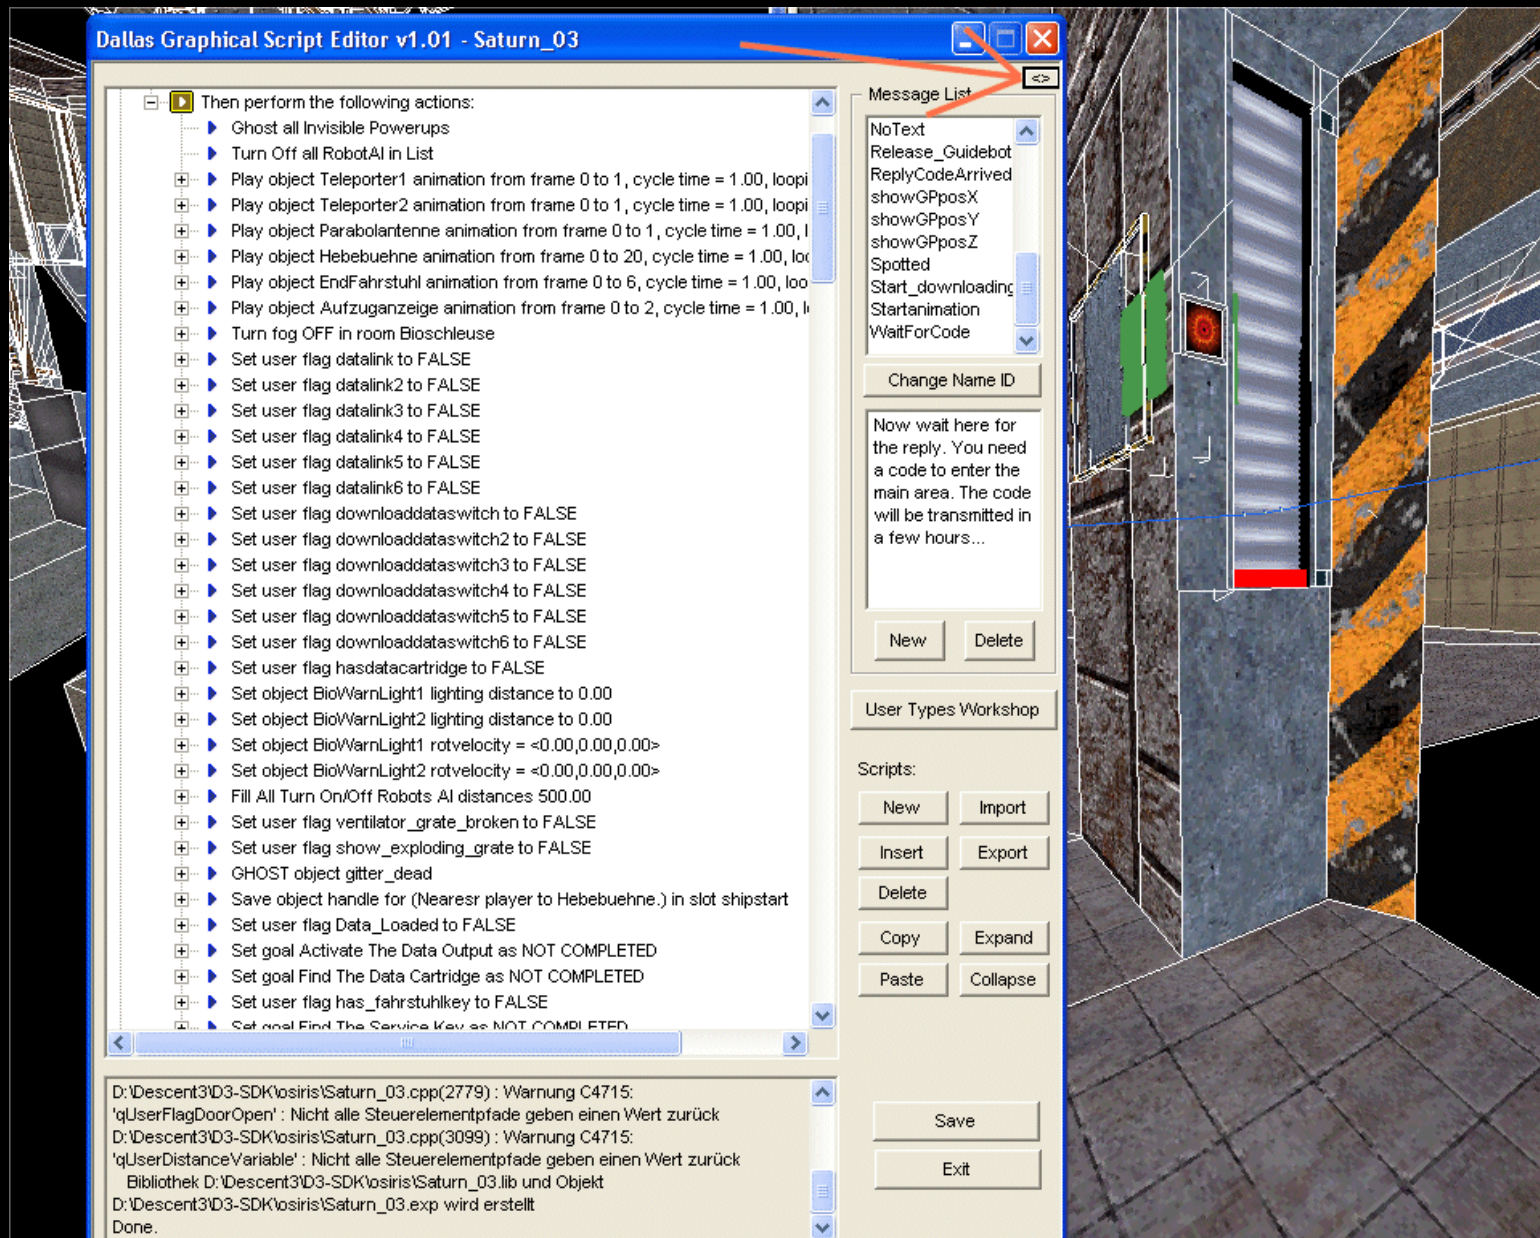 Dallas Graphical Script Editor v1.01 - Saturn_03
<>
Then perform the following actions:
Ghost all Invisible Powerups
Turn Off all RobotAI in List
Play object Teleporter1 animation from frame 0 to 1, cycle time = 1.00, loopi
Play object Teleporter2 animation from frame 0 to 1, cycle time = 1.00, loopi
Play object Parabolantenne animation from frame 0 to 1, cycle time = 1.00, l
Play object Hebebuehne animation from frame 0 to 20, cycle time = 1.00, loo
Play object EndFahrstuhl animation from frame 0 to 6, cycle time = 1.00, loo
Play object Aufzuganzeige animation from frame 0 to 2, cycle time = 1.00, l
Turn fog OFF in room Bioschleuse
Set user flag datalink to FALSE
Set user flag datalink2 to FALSE
Set user flag datalink3 to FALSE
Set user flag datalink4 to FALSE
Set user flag datalink5 to FALSE
Set user flag datalink6 to FALSE
Set user flag downloaddataswitch to FALSE
Set user flag downloaddataswitch2 to FALSE
Set user flag downloaddataswitch3 to FALSE
Set user flag downloaddataswitch4 to FALSE
Set user flag downloaddataswitch5 to FALSE
Set user flag downloaddataswitch6 to FALSE
Set user flag hasdatacartridge to FALSE
Set object BioWarnLight1 lighting distance to 0.00
Set object BioWarnLight2 lighting distance to 0.00
Set object BioWarnLight1 rotvelocity = <0.00,0.00,0.00>
Set object BioWarnLight2 rotvelocity = <0.00,0.00,0.00>
Fill All Turn On/Off Robots AI distances 500.00
Set user flag ventilator_grate_broken to FALSE
Set user flag show_exploding_grate to FALSE
GHOST object gitter_dead
Save object handle for (Nearesr player to Hebebuehne.) in slot shipstart
Set user flag Data_Loaded to FALSE
Set goal Activate The Data Output as NOT COMPLETED
Set goal Find The Data Cartridge as NOT COMPLETED
Set user flag has_fahrstuhlkey to FALSE
Set goal Find The Service Key as NOT COMPLETED
D:\Descent3\D3-SDK\osiris\Saturn_03.cpp(2779) : Warnung C4715:
'qUserFlagDoorOpen' : Nicht alle Steuerelementpfade geben einen Wert zurück
D:\Descent3\D3-SDK\osiris\Saturn_03.cpp(3099) : Warnung C4715:
'qUserDistanceVariable' : Nicht alle Steuerelementpfade geben einen Wert zurück
Bibliothek D:\Descent3\D3-SDK\osiris\Saturn_03.lib und Objekt
D:\Descent3\D3-SDK\osiris\Saturn_03.exp wird erstellt
Done.
Message List
NoText
Release_Guidebot
ReplyCodeArrived
showGPposX
showGPposY
showGPposZ
Spotted
Start_downloading
Startanimation
WaitForCode
Change Name ID
Now wait here for
the reply. You need
a code to enter the
main area. The code
will be transmitted in
a few hours...
New Delete
User Types Workshop
Scripts:
New Import
Insert Export
Delete
Copy Expand
Paste Collapse
Save
Exit